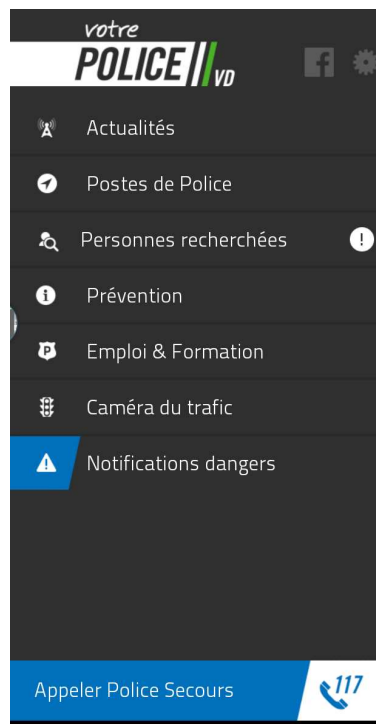 votre
POLICE VD
Actualités
Postes de Police
Personnes recherchées
Prévention
Emploi & Formation
Caméra du trafic
Notifications dangers
Appeler Police Secours 117